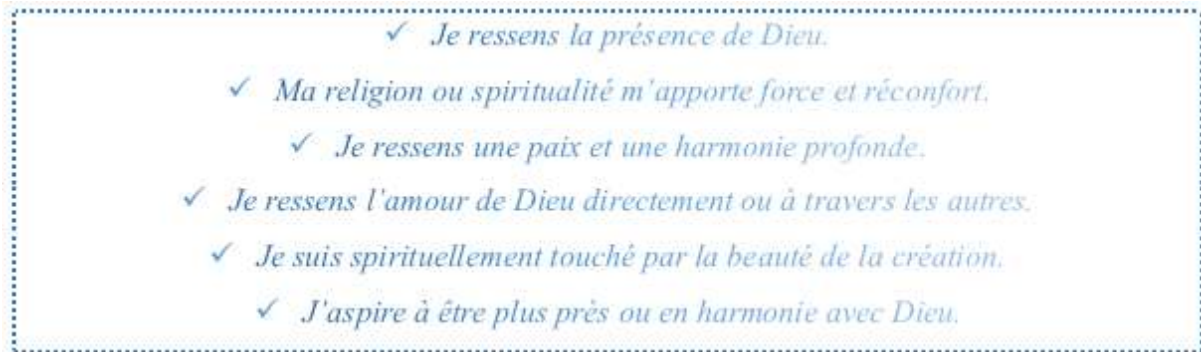 ✓ Je ressens la présence de Dieu.
✓ Ma religion ou spiritualité m'apporte force et réconfort.
✓ Je ressens une paix et une harmonie profonde.
✓ Je ressens l'amour de Dieu directement ou à travers les autres.
✓ Je suis spirituellement touché par la beauté de la création.
✓ J'aspire à être plus près ou en harmonie avec Dieu.